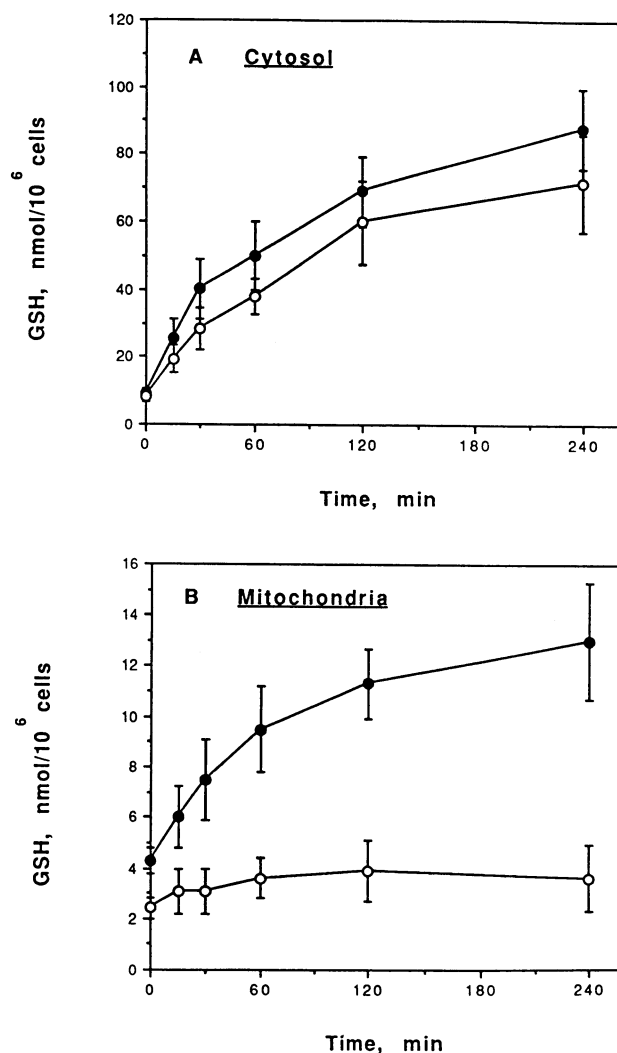 120
100
80
60
40
20
0
A Cytosol
GSH, nmol/10^6 cells
0 60 120 180 240
Time, min
16
14
12
10
8
6
4
2
0
B Mitochondria
GSH, nmol/10^6 cells
0 60 120 180 240
Time, min